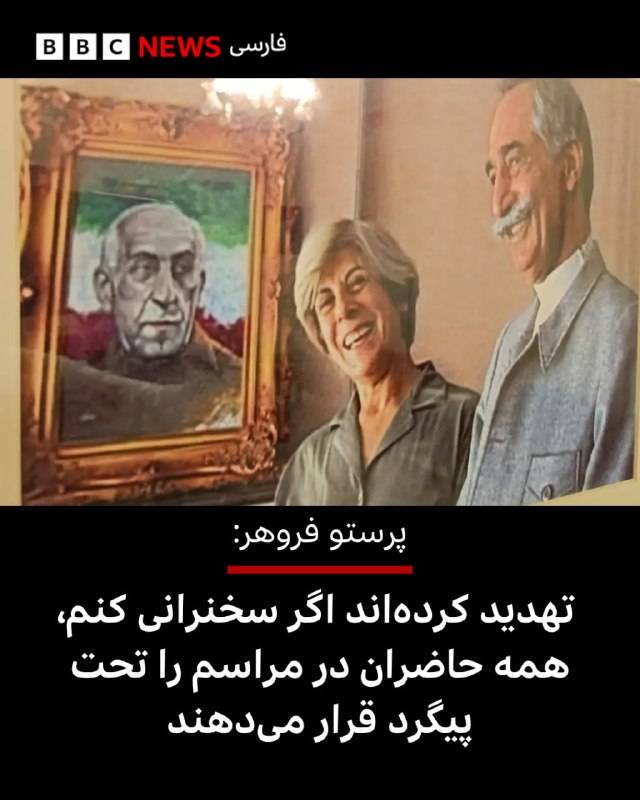 BBC NEWS فارسی
پرستو فروهر:
تهدید کرده‌اند اگر سخنرانی کنم،
همه حاضران در مراسم را تحت
پیگرد قرار می‌دهند